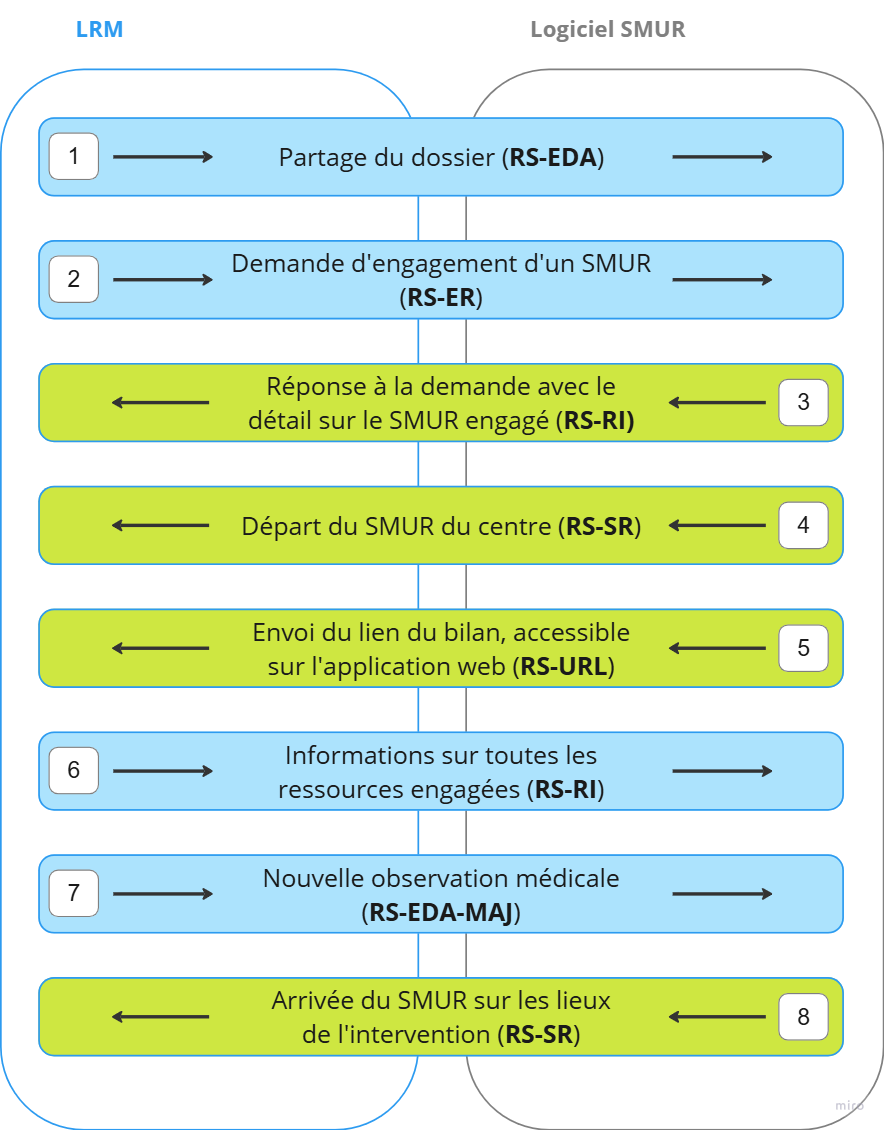 LRM
Logiciel SMUR
1
Partage du dossier (RS-EDA)
2
Demande d'engagement d'un SMUR
(RS-ER)
Réponse à la demande avec le
détail sur le SMUR engagé (RS-RI)
3
Départ du SMUR du centre (RS-SR)
4
Envoi du lien du bilan, accessible
sur l'application web (RS-URL)
5
6
Informations sur toutes les
ressources engagées (RS-RI)
7
Nouvelle observation médicale
(RS-EDA-MAJ)
Arrivée du SMUR sur les lieux
de l'intervention (RS-SR)
8
miro